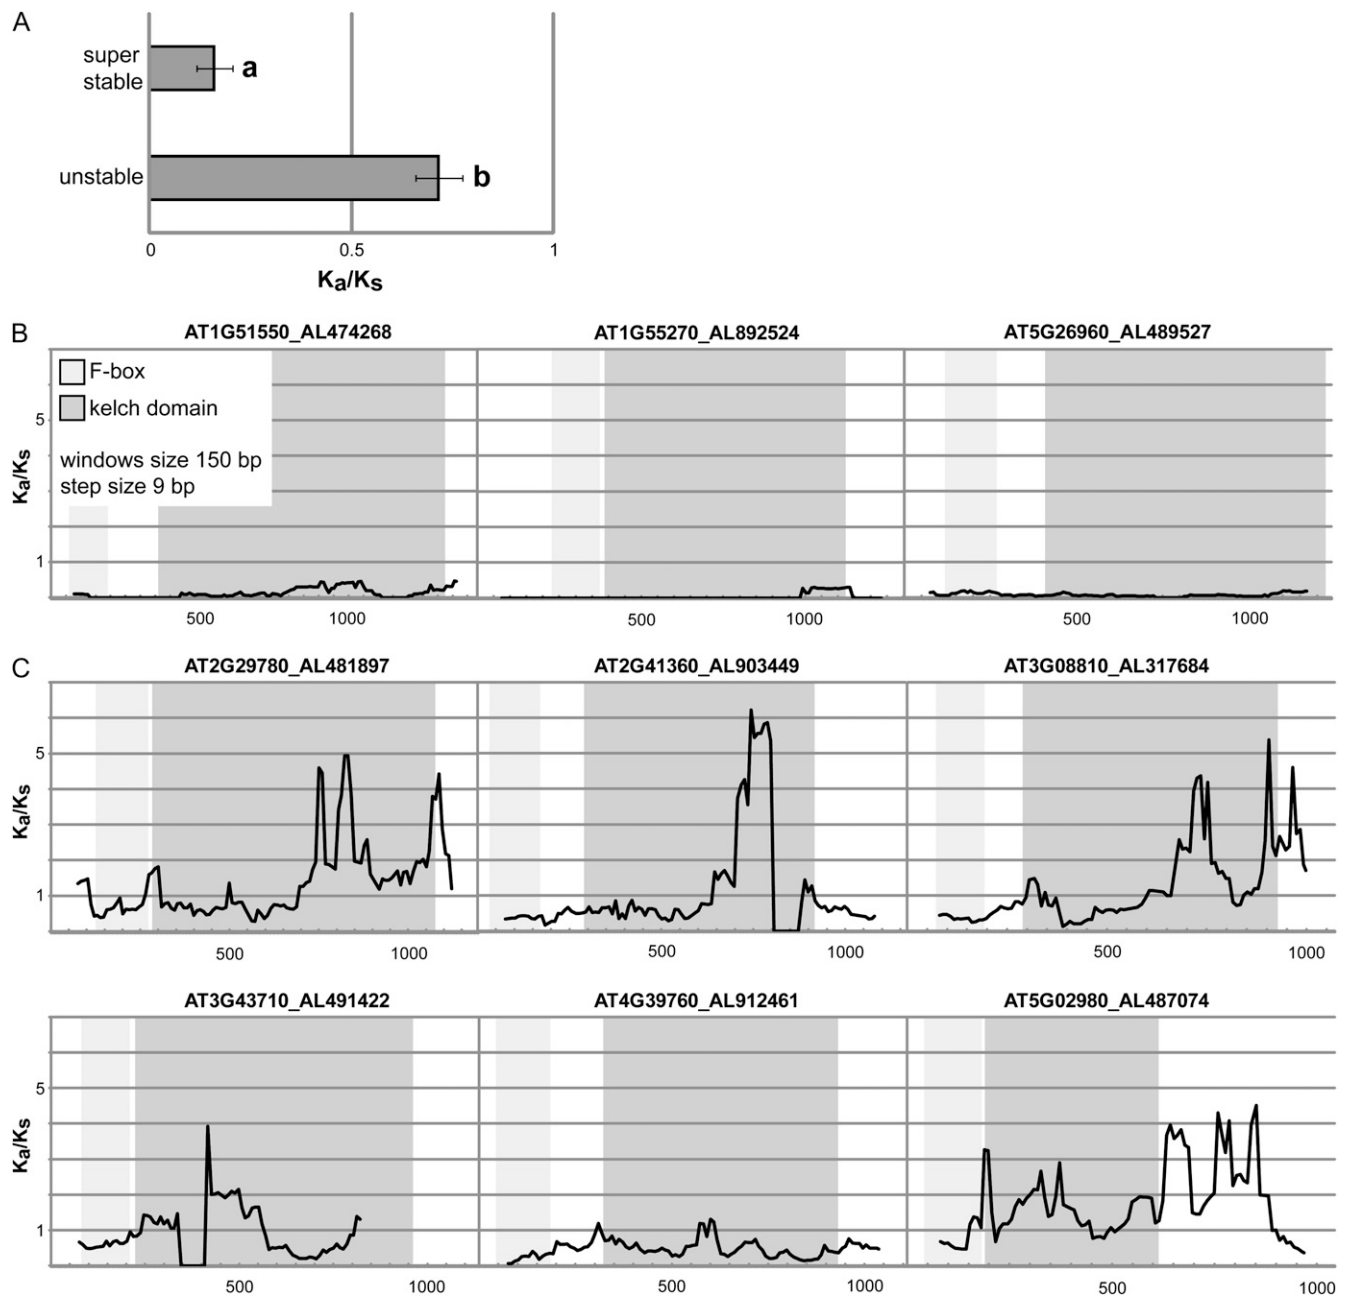 A
super
stable
a
unstable
b
0 0.5 1
Ka/Ks
B
AT1G51550_AL474268 AT1G55270_AL892524 AT5G26960_AL489527
F-box
kelch domain
windows size 150 bp
step size 9 bp
5
1
Ka/Ks
500 1000 500 1000 500 1000
C
AT2G29780_AL481897 AT2G41360_AL903449 AT3G08810_AL317684
5
1
Ka/Ks
500 1000 500 1000 500 1000
AT3G43710_AL491422 AT4G39760_AL912461 AT5G02980_AL487074
5
1
Ka/Ks
500 1000 500 1000 500 1000